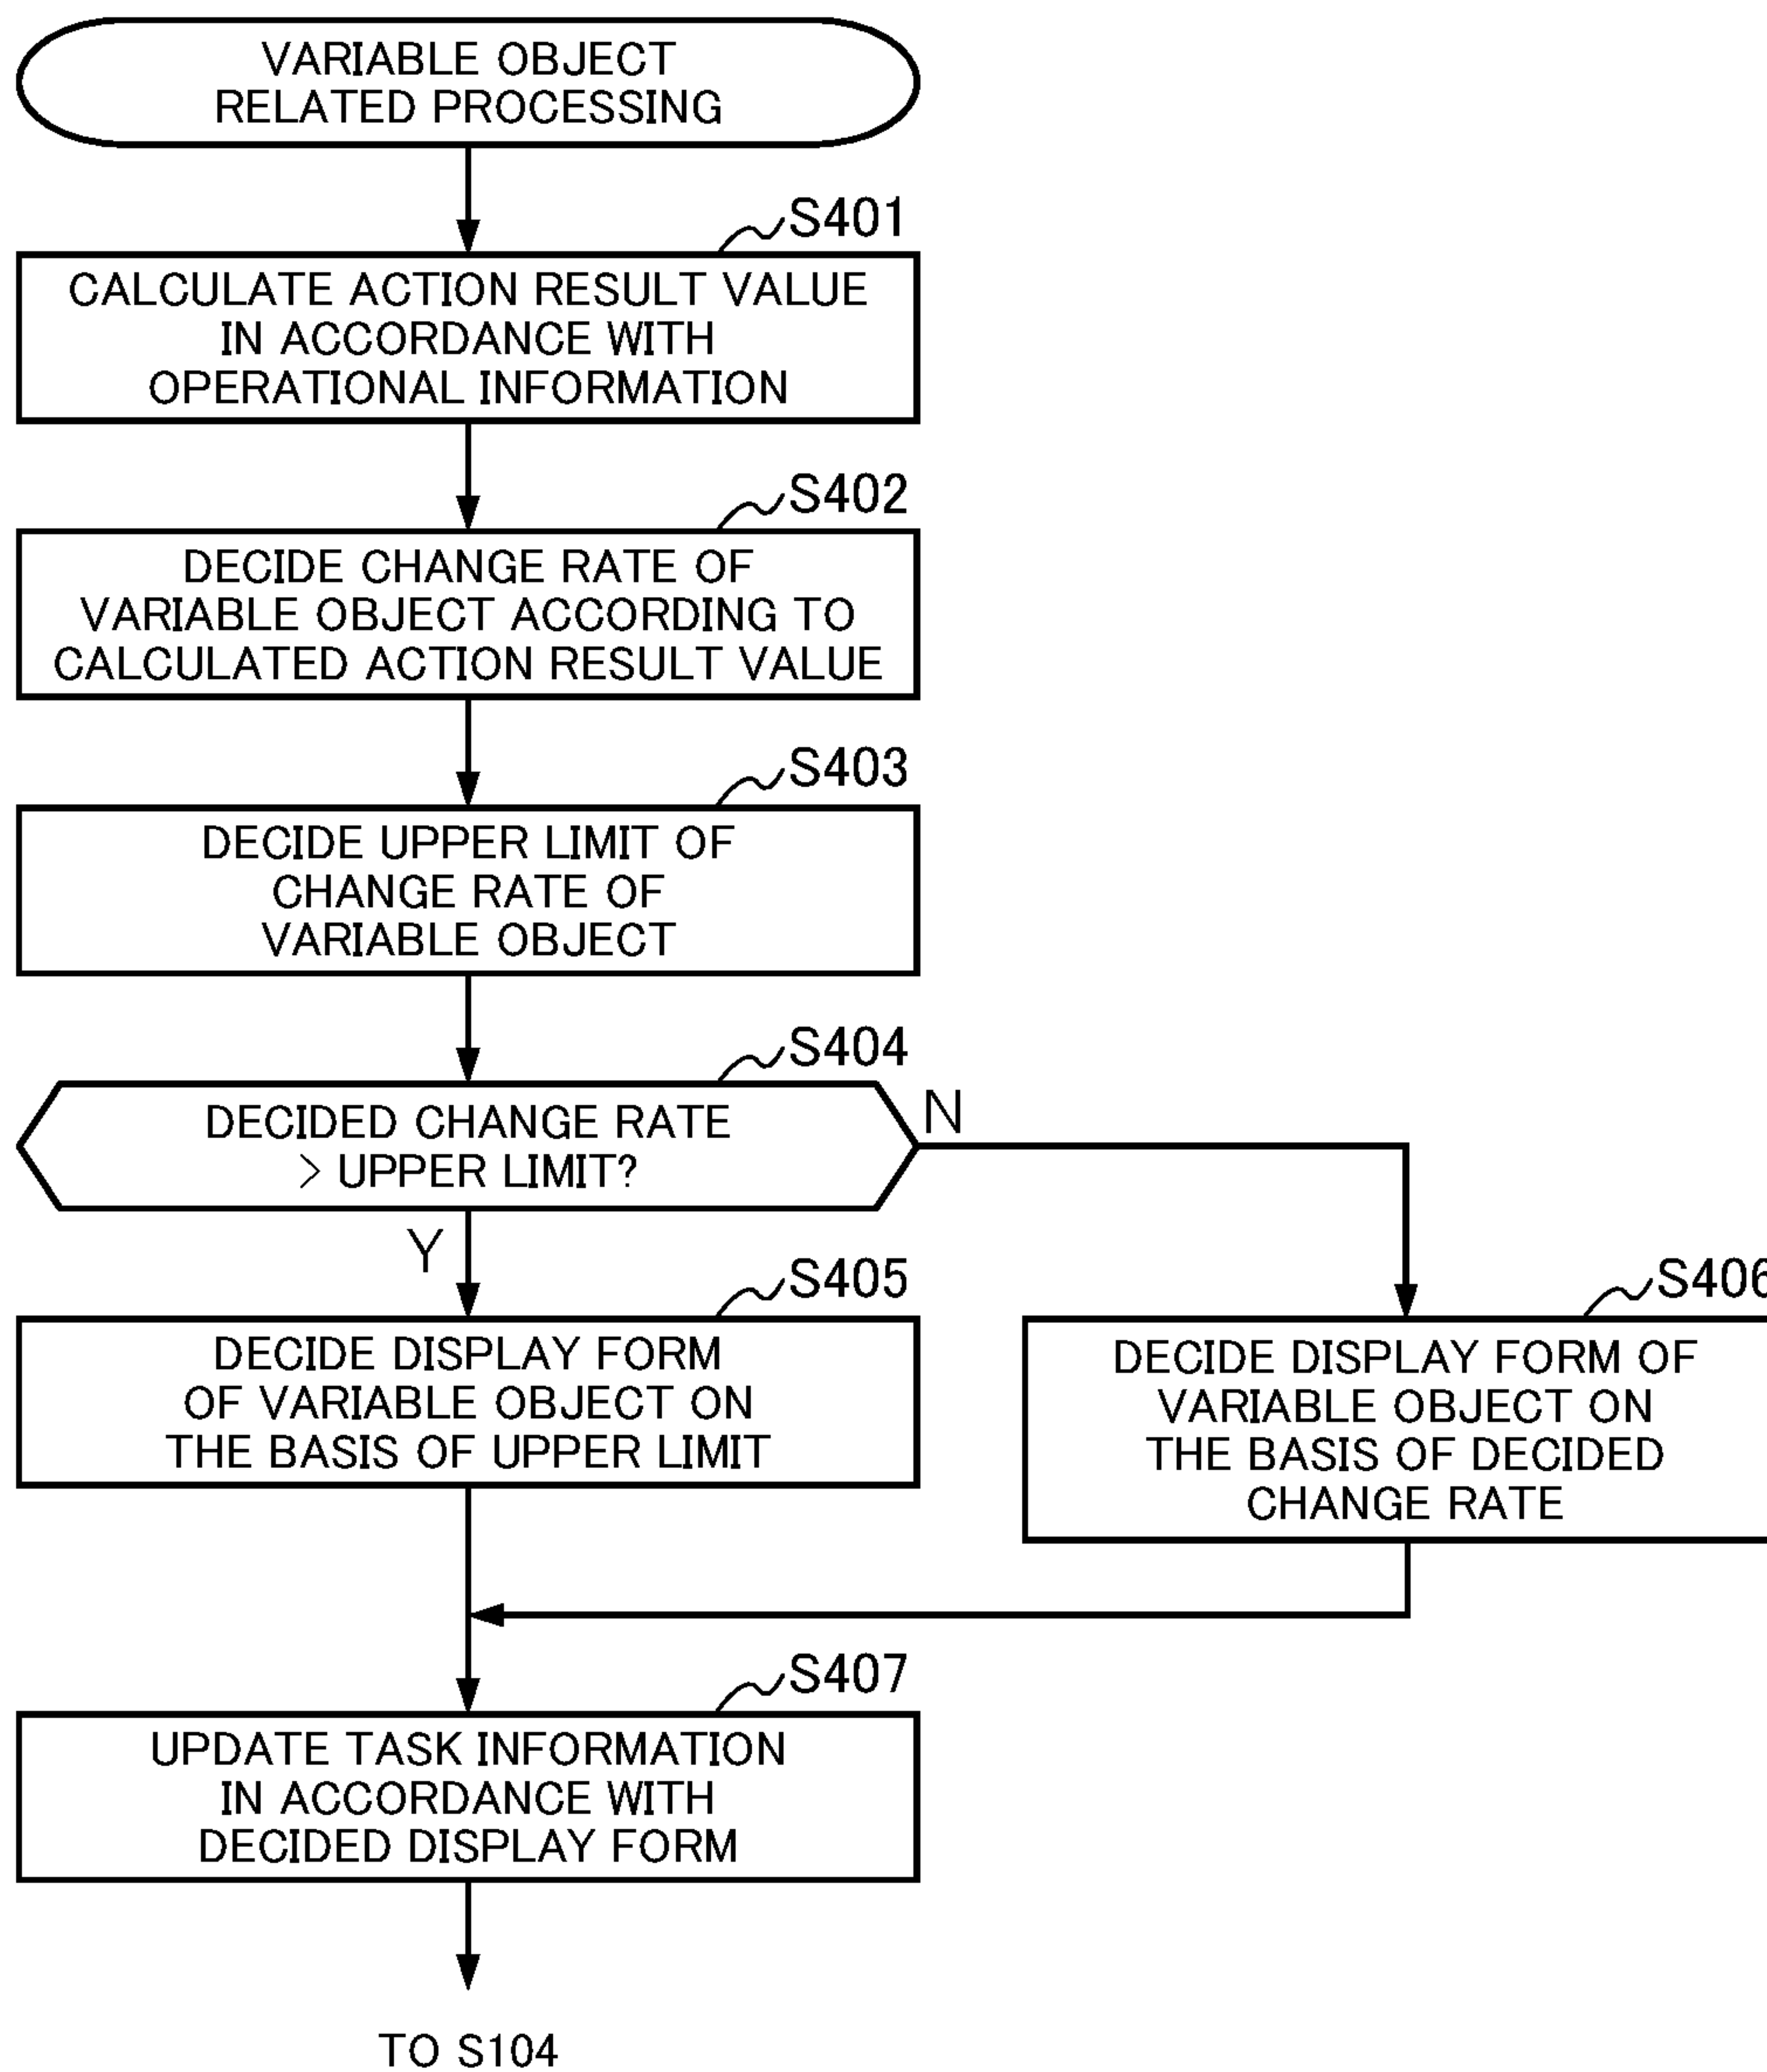 VARIABLE OBJECT
RELATED PROCESSING
S401
CALCULATE ACTION RESULT VALUE
IN ACCORDANCE WITH
OPERATIONAL INFORMATION
S402
DECIDE CHANGE RATE OF
VARIABLE OBJECT ACCORDING TO
CALCULATED ACTION RESULT VALUE
S403
DECIDE UPPER LIMIT OF
CHANGE RATE OF
VARIABLE OBJECT
S404
DECIDED CHANGE RATE
> UPPER LIMIT?
N
Y
S405
DECIDE DISPLAY FORM
OF VARIABLE OBJECT ON
THE BASIS OF UPPER LIMIT
S406
DECIDE DISPLAY FORM OF
VARIABLE OBJECT ON
THE BASIS OF DECIDED
CHANGE RATE
S407
UPDATE TASK INFORMATION
IN ACCORDANCE WITH
DECIDED DISPLAY FORM
TO S104